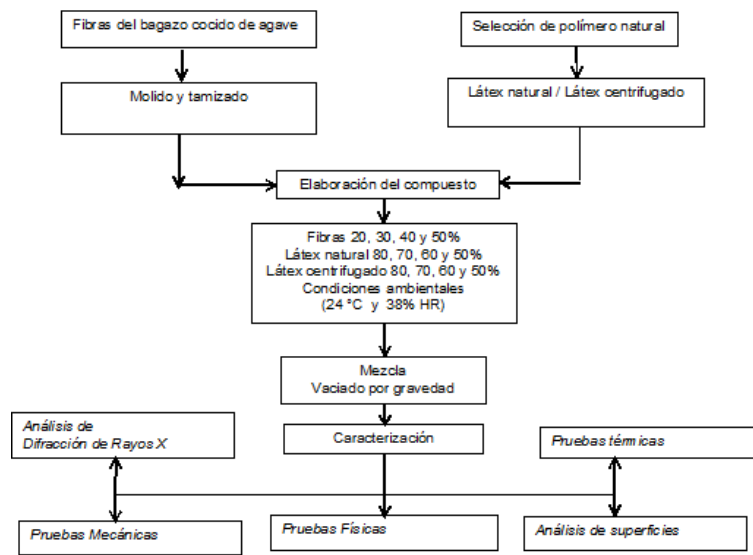 Fibras del bagazo cocido de agave
Selección de polímero natural
Molido y tamizado
Látex natural / Látex centrifugado
Elaboración del compuesto
Fibras 20, 30, 40 y 50%
Látex natural 80, 70, 60 y 50%
Látex centrifugado 80, 70, 60 y 50%
Condiciones ambientales
(24 °C y 38% HR)
Mezcla
Vaciado por gravedad
Análisis de
Difracción de Rayos X
Caracterización
Pruebas térmicas
Pruebas Mecánicas
Pruebas Físicas
Análisis de superficies